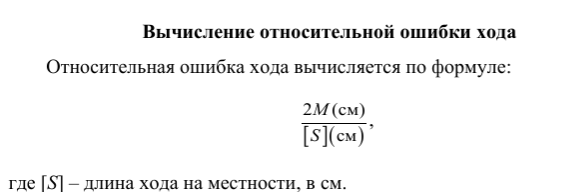 Вычисление относительной ошибки хода
Относительная ошибка хода вычисляется по формуле:
2M(см)
[S](см) ,
где [S] – длина хода на местности, в см.